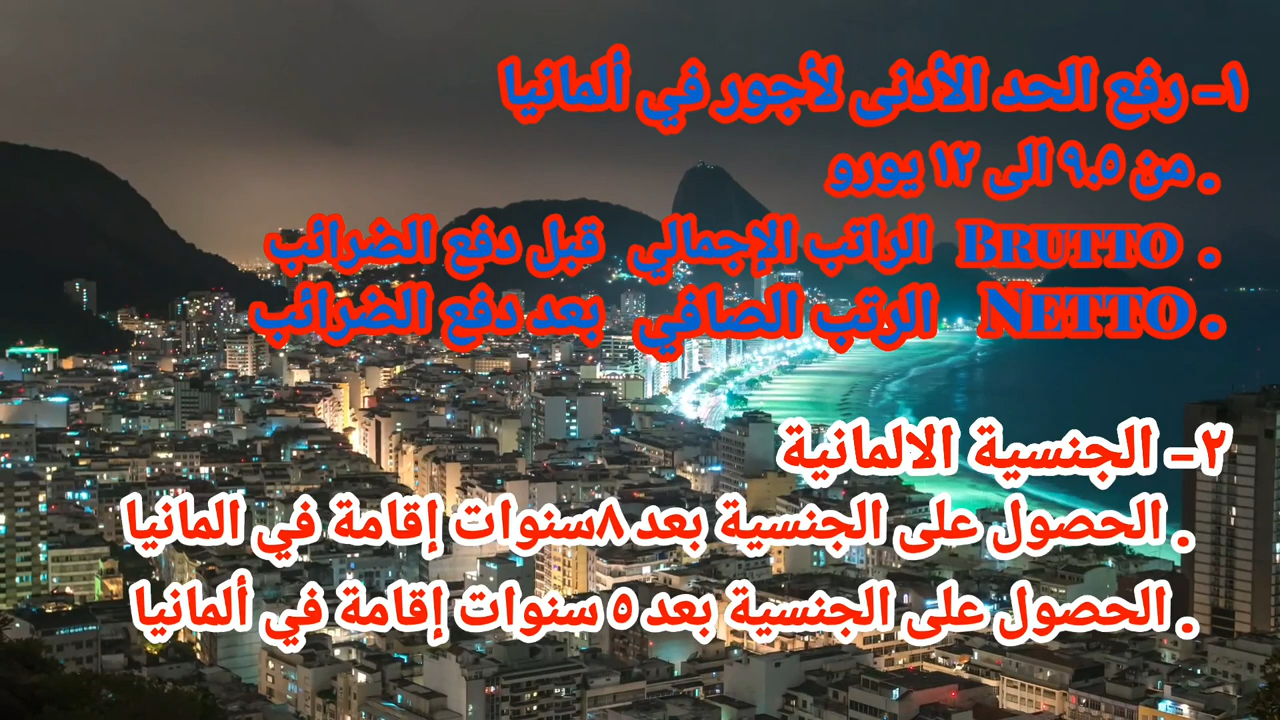 ١- رفع الحد الأدنى لأجور في ألمانيا
. من ٩.٥ الى ١٢ يورو
. BRUTTO الراتب الإجمالي قبل دفع الضرائب
. NETTO الرتب الصافي بعد دفع الضرائب
٢- الجنسية الالمانية
. الحصول على الجنسية بعد ٨سنوات إقامة في المانيا
. الحصول على الجنسية بعد ٥ سنوات إقامة في ألمانيا